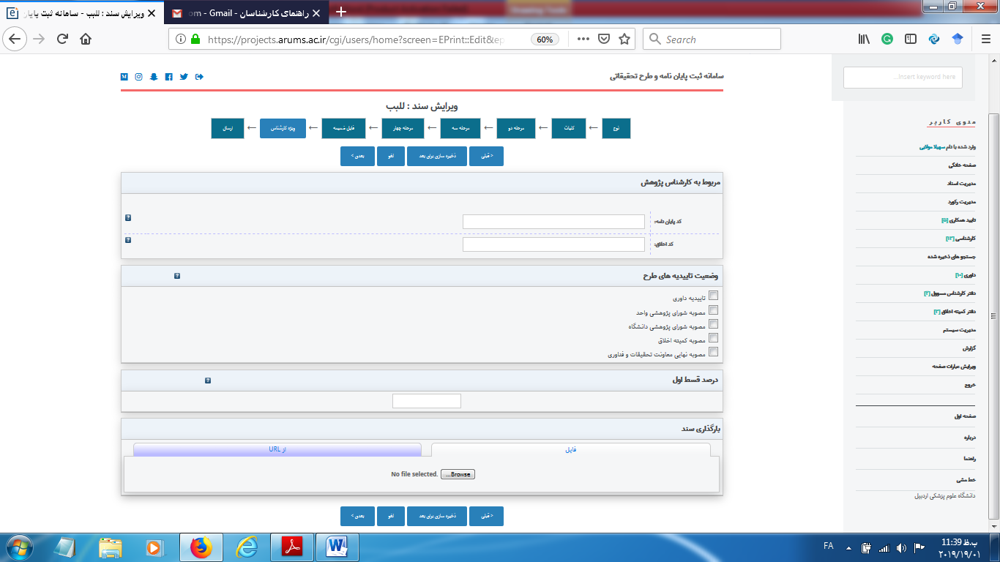 ویرایش سند : للبب - سامانه ثبت پایار
راهنمای کارشناسان - om - Gmail
https://projects.arums.ac.ir/cgi/users/home?screen=EPrint::Edit&ep
60%
Search
سامانه ثبت پایان نامه و طرح تحقیقاتی
Insert keyword here...
ویرایش سند : للبب
نوع ← کلیات ← مرحله دو ← مرحله سه ← مرحله چهار ← فایل ضمیمه ← ویژه کارشناس ← ارسال
< قبلی
ذخیره سازی برای بعد
لغو
بعدی >
مربوط به کارشناس پژوهش
کد پایان نامه:
کد اخلاق:
وضعیت تاییدیه های طرح
تاییدیه داوری
مصوبه شورای پژوهشی واحد
مصوبه شورای پژوهشی دانشگاه
مصوبه کمیته اخلاق
مصوبه نهایی معاونت تحقیقات و فناوری
درصد قسط اول
بارگذاری سند
فایل
از URL
Browse...
No file selected.
< قبلی
ذخیره سازی برای بعد
لغو
بعدی >
منوی کاربر
وارد شده با نام سهیلا مولایی
صفحه خانگی
مدیریت اسناد
مدیریت رکورد
تایید همکاری [۵]
کارشناسی [۱۳]
جستجو های ذخیره شده
داوری [۱۰]
دفتر کارشناس مسوول [۲]
دفتر کمیته اخلاق [۳]
مدیریت سیستم
گزارش
ویرایش عبارات صفحه
خروج
صفحه اول
درباره
راهنما
خط مشی
دانشگاه علوم پزشکی اردبیل
FA
11:39 ب.ظ
۲۰۱۹/۱۹/۰۱